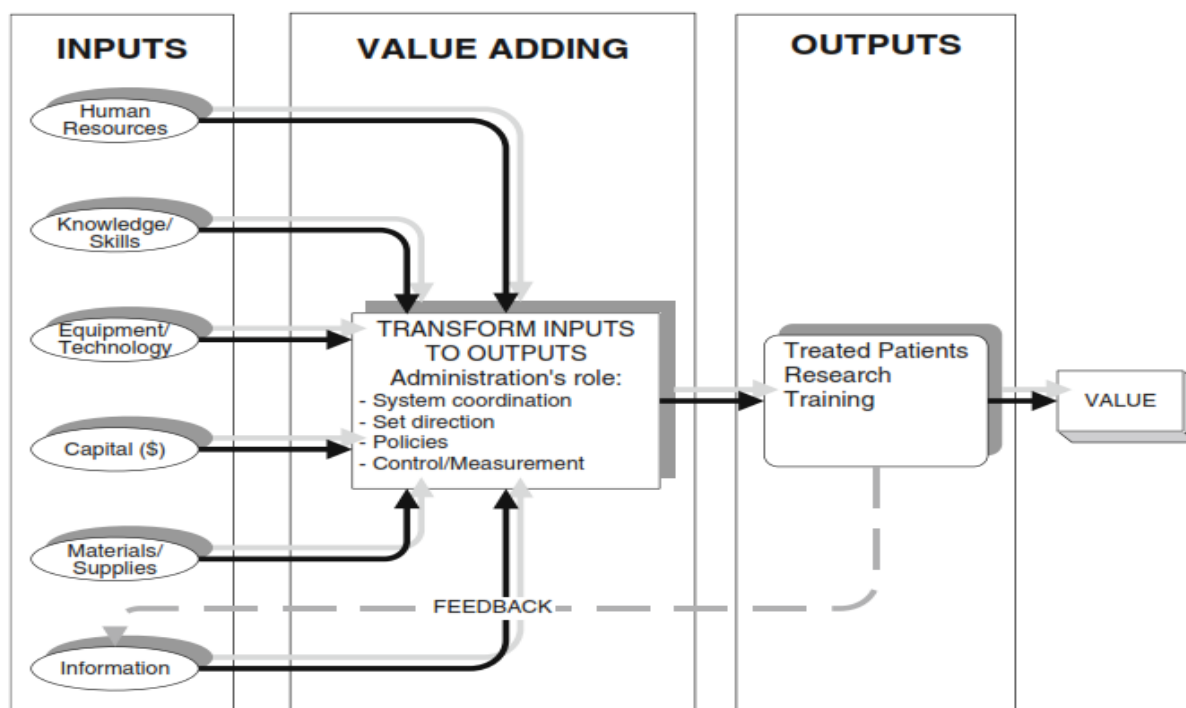 INPUTS
Human
Resources
Knowledge/
Skills
Equipment/
Technology
Capital ($)
Materials/
Supplies
Information
VALUE ADDING
TRANSFORM INPUTS
TO OUTPUTS
Administration's role:
- System coordination
- Set direction
- Policies
- Control/Measurement
FEEDBACK
OUTPUTS
Treated Patients
Research
Training
VALUE